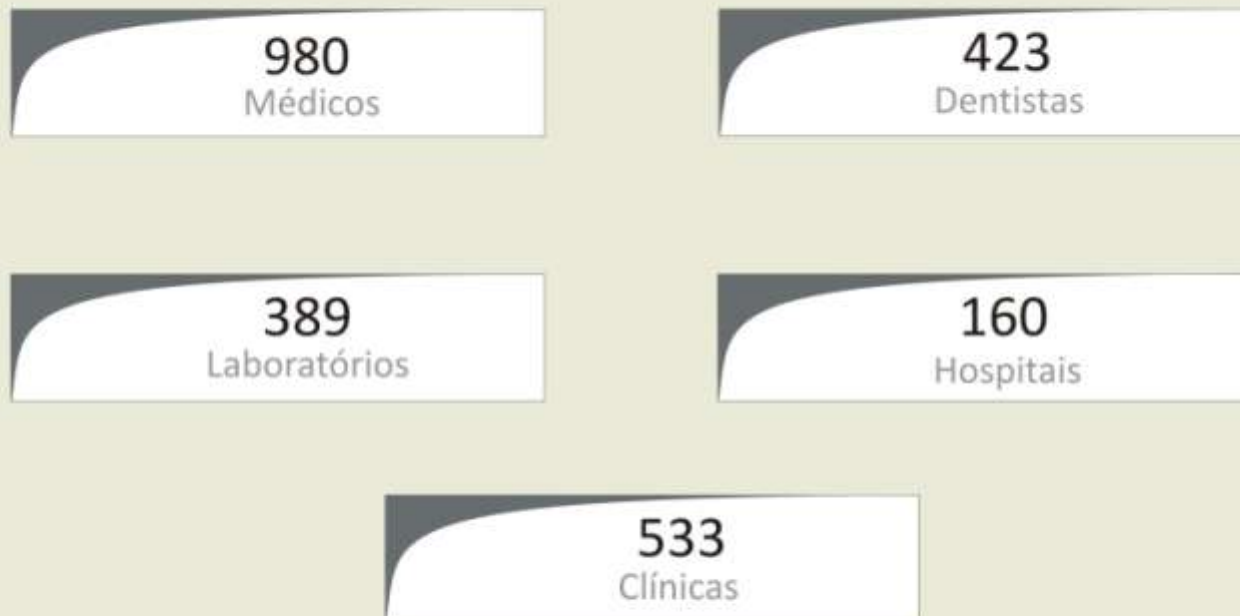 980
Médicos
423
Dentistas
389
Laboratórios
160
Hospitais
533
Clínicas